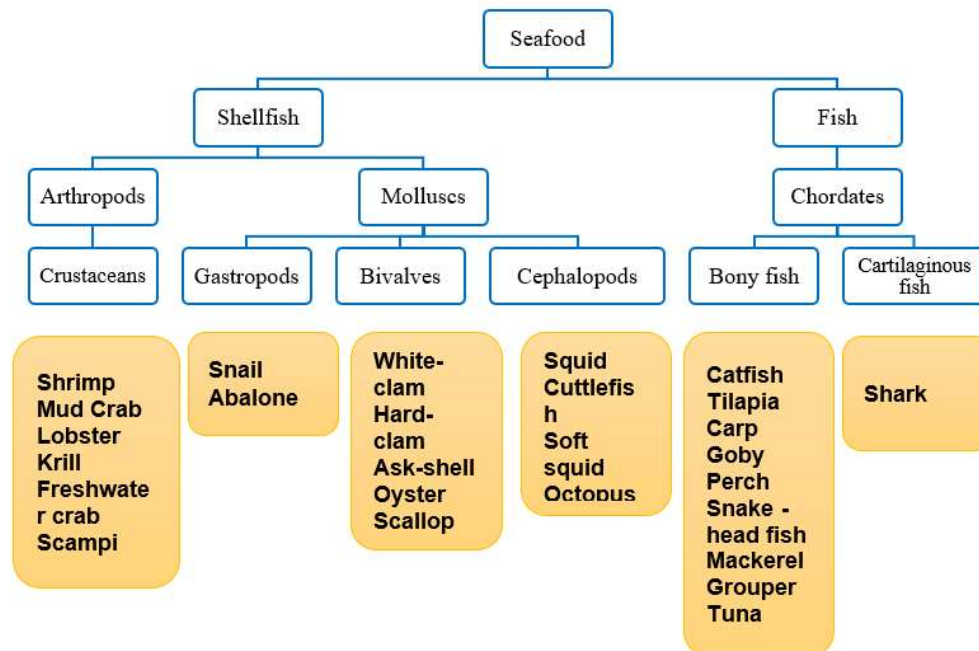 Seafood
Shellfish
Fish
Arthropods
Molluscs
Chordates
Crustaceans
Gastropods
Bivalves
Cephalopods
Bony fish
Cartilaginous
fish
Shrimp
Mud Crab
Lobster
Krill
Freshwate
r crab
Scampi
Snail
Abalone
White-
clam
Hard-
clam
Ask-shell
Oyster
Scallop
Squid
Cuttlefis
h
Soft
squid
Octopus
Catfish
Tilapia
Carp
Goby
Perch
Snake -
head fish
Mackerel
Grouper
Tuna
Shark